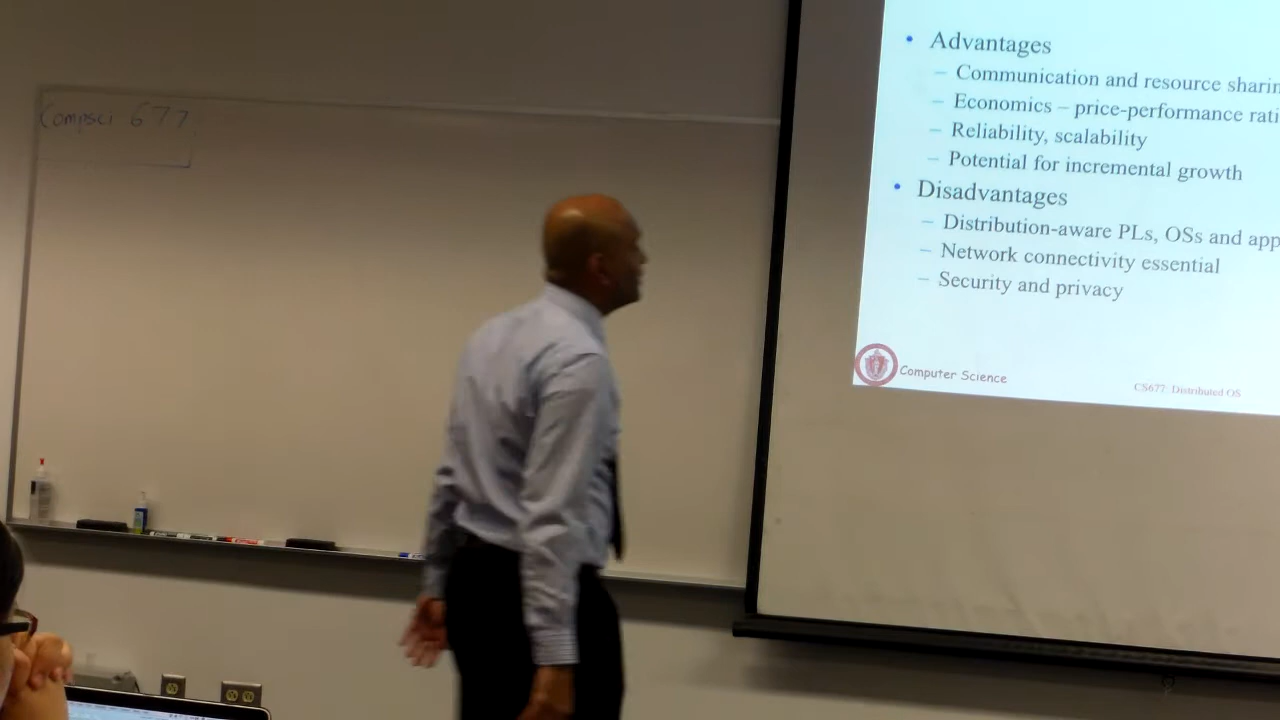 Compsci 677
Advantages
Communication and resource sharin
Economics – price-performance rati
Reliability, scalability
Potential for incremental growth
Disadvantages
Distribution-aware PLs, OSs and app
Network connectivity essential
Security and privacy
Computer Science
CS677: Distributed OS